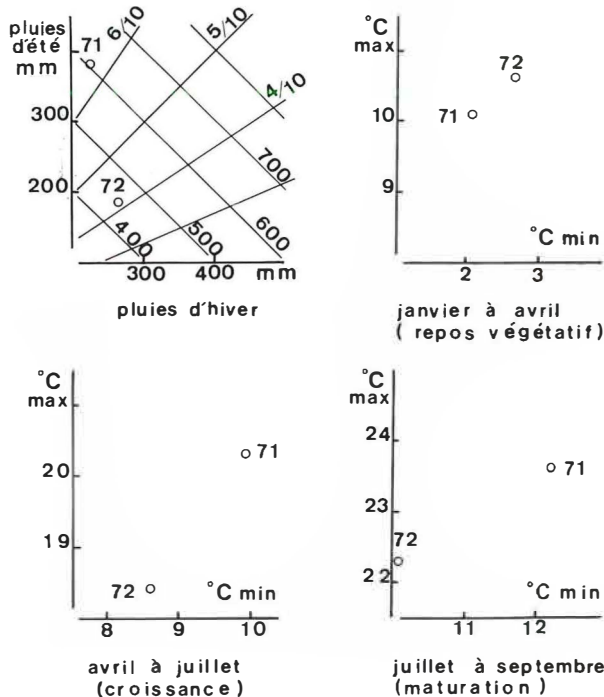 pluies
d'été
mm
71
6/10
5/10
4/10
300
200
72
700
600
500
400
300 400 mm
pluies d'hiver
°C
max
72
10
71
9
°C min
2 3
janvier à avril
( repos végétatif)
°C
max
71
20
19
72
°C min
8 9 10
avril à juillet
(croissance)
°C
max
24
71
23
72
22
°C min
11 12
juillet à septembre
(maturation)